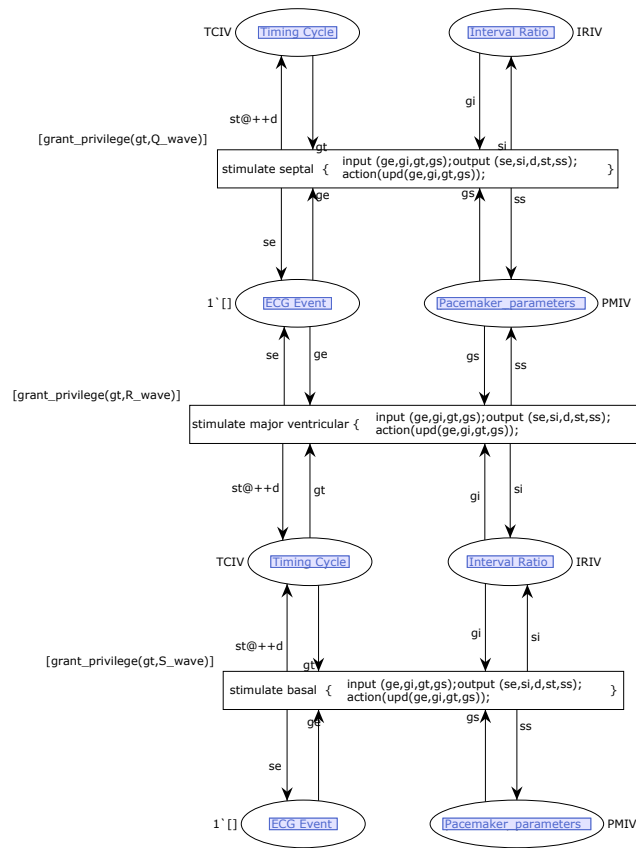 TCIV Timing Cycle Interval Ratio IRIV
gi
st@++d
[grant_privilege(gt,Q_wave)] gt si
stimulate septal { input (ge,gi,gt,gs);output (se,si,d,st,ss); }
action(upd(ge,gi,gt,gs));
ge gs ss
se
1`[] ECG Event Pacemaker_parameters PMIV
se ge gs ss
[grant_privilege(gt,R_wave)]
stimulate major ventricular { input (ge,gi,gt,gs);output (se,si,d,st,ss);
action(upd(ge,gi,gt,gs));
st@++d gt gi si
TCIV Timing Cycle Interval Ratio IRIV
st@++d gi si
[grant_privilege(gt,S_wave)] gt
stimulate basal { input (ge,gi,gt,gs);output (se,si,d,st,ss); }
action(upd(ge,gi,gt,gs));
ge gs ss
se
1`[] ECG Event Pacemaker_parameters PMIV